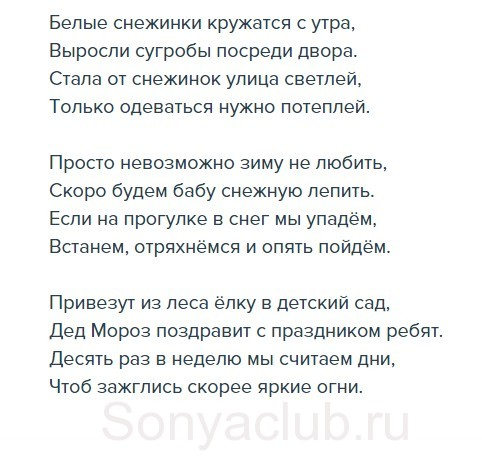 Белые снежинки кружатся с утра,
Выросли сугробы посреди двора.
Стала от снежинок улица светлей,
Только одеваться нужно потеплей.
Просто невозможно зиму не любить,
Скоро будем бабу снежную лепить.
Если на прогулке в снег мы упадём,
Встанем, отряхнёмся и опять пойдём.
Привезут из леса ёлку в детский сад,
Дед Мороз поздравит с праздником ребят.
Десять раз в неделю мы считаем дни,
Чтоб зажглись скорее яркие огни.
Sonyaclub.ru